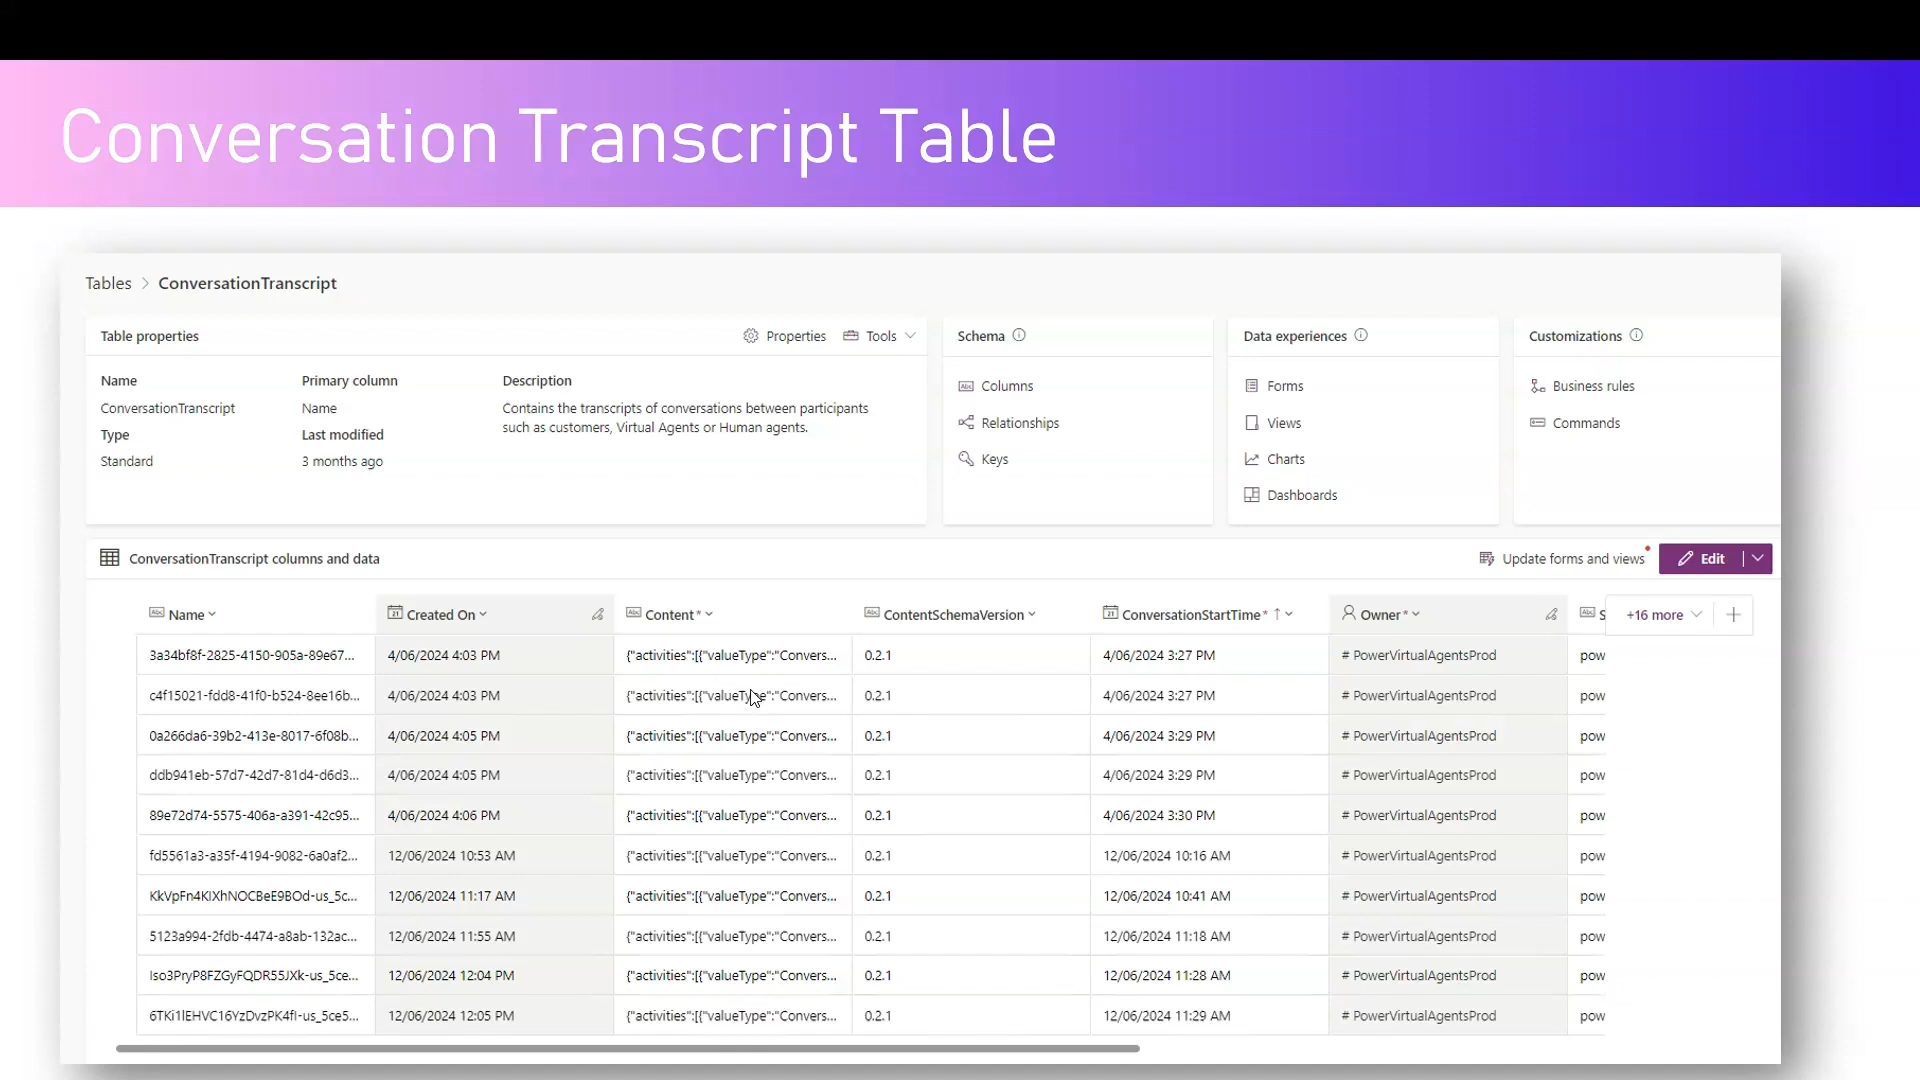 Conversation Transcript Table
Tables > ConversationTranscript
Table properties
Properties
Tools
Name
Primary column
Description
ConversationTranscript
Name
Contains the transcripts of conversations between participants
such as customers, Virtual Agents or Human agents.
Type
Last modified
Standard
3 months ago
Schema
Columns
Relationships
Keys
Data experiences
Forms
Views
Charts
Dashboards
Customizations
Business rules
Commands
ConversationTranscript columns and data
Update forms and views
Edit
Name Created On Content * ContentSchemaVersion ConversationStartTime * ↑ Owner * S +16 more +
3a34bf8f-2825-4150-905a-89e67... 4/06/2024 4:03 PM {"activities":[{"valueType":"Convers... 0.2.1 4/06/2024 3:27 PM # PowerVirtualAgentsProd pow
c4f15021-fdd8-41f0-b524-8ee16b... 4/06/2024 4:03 PM {"activities":[{"valueType":"Convers... 0.2.1 4/06/2024 3:27 PM # PowerVirtualAgentsProd pow
0a266da6-39b2-413e-8017-6f08b... 4/06/2024 4:05 PM {"activities":[{"valueType":"Convers... 0.2.1 4/06/2024 3:29 PM # PowerVirtualAgentsProd pow
ddb941eb-57d7-42d7-81d4-d6d3... 4/06/2024 4:05 PM {"activities":[{"valueType":"Convers... 0.2.1 4/06/2024 3:29 PM # PowerVirtualAgentsProd pow
89e72d74-5575-406a-a391-42c95... 4/06/2024 4:06 PM {"activities":[{"valueType":"Convers... 0.2.1 4/06/2024 3:30 PM # PowerVirtualAgentsProd pow
fd5561a3-a35f-4194-9082-6a0af2... 12/06/2024 10:53 AM {"activities":[{"valueType":"Convers... 0.2.1 12/06/2024 10:16 AM # PowerVirtualAgentsProd pow
KkVpFn4KIXhNOCBeE9BOd-us_5c... 12/06/2024 11:17 AM {"activities":[{"valueType":"Convers... 0.2.1 12/06/2024 10:41 AM # PowerVirtualAgentsProd pow
5123a994-2fdb-4474-a8ab-132ac... 12/06/2024 11:55 AM {"activities":[{"valueType":"Convers... 0.2.1 12/06/2024 11:18 AM # PowerVirtualAgentsProd pow
Iso3PryP8FZGyFQDR55JXk-us_5ce... 12/06/2024 12:04 PM {"activities":[{"valueType":"Convers... 0.2.1 12/06/2024 11:28 AM # PowerVirtualAgentsProd pow
6TKi1lEHVC16YzDvzPK4fI-us_5ce5... 12/06/2024 12:05 PM {"activities":[{"valueType":"Convers... 0.2.1 12/06/2024 11:29 AM # PowerVirtualAgentsProd pow